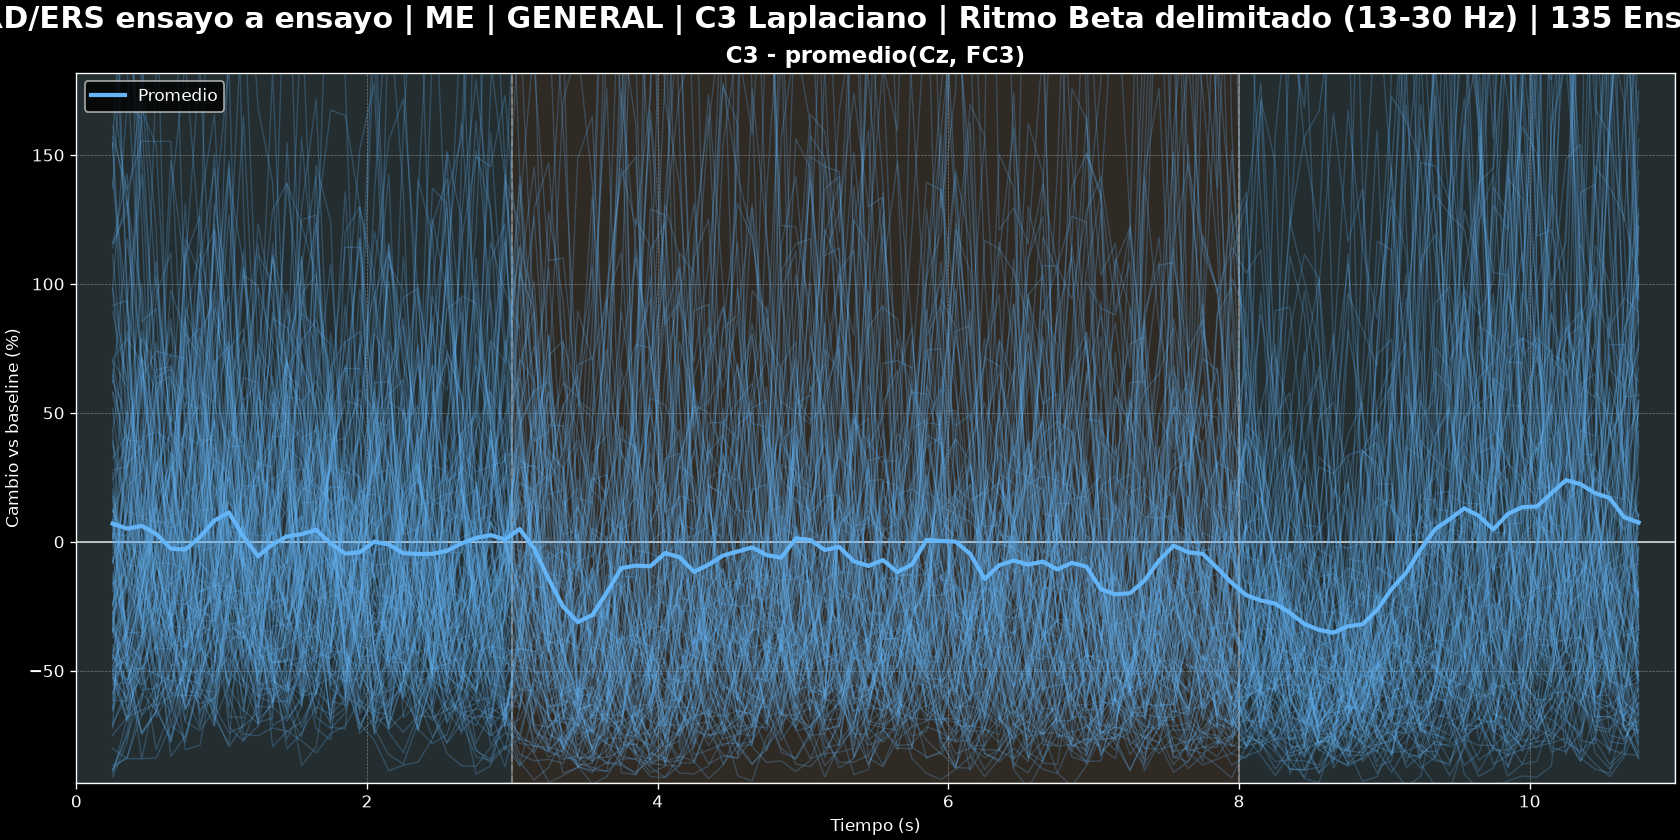 RD/ERS ensayo a ensayo | ME | GENERAL | C3 Laplaciano | Ritmo Beta delimitado (13-30 Hz) | 135 Ens
C3 - promedio(Cz, FC3)
Promedio
Cambio vs baseline (%)
150
100
50
0
−50
0 2 4 6 8 10
Tiempo (s)